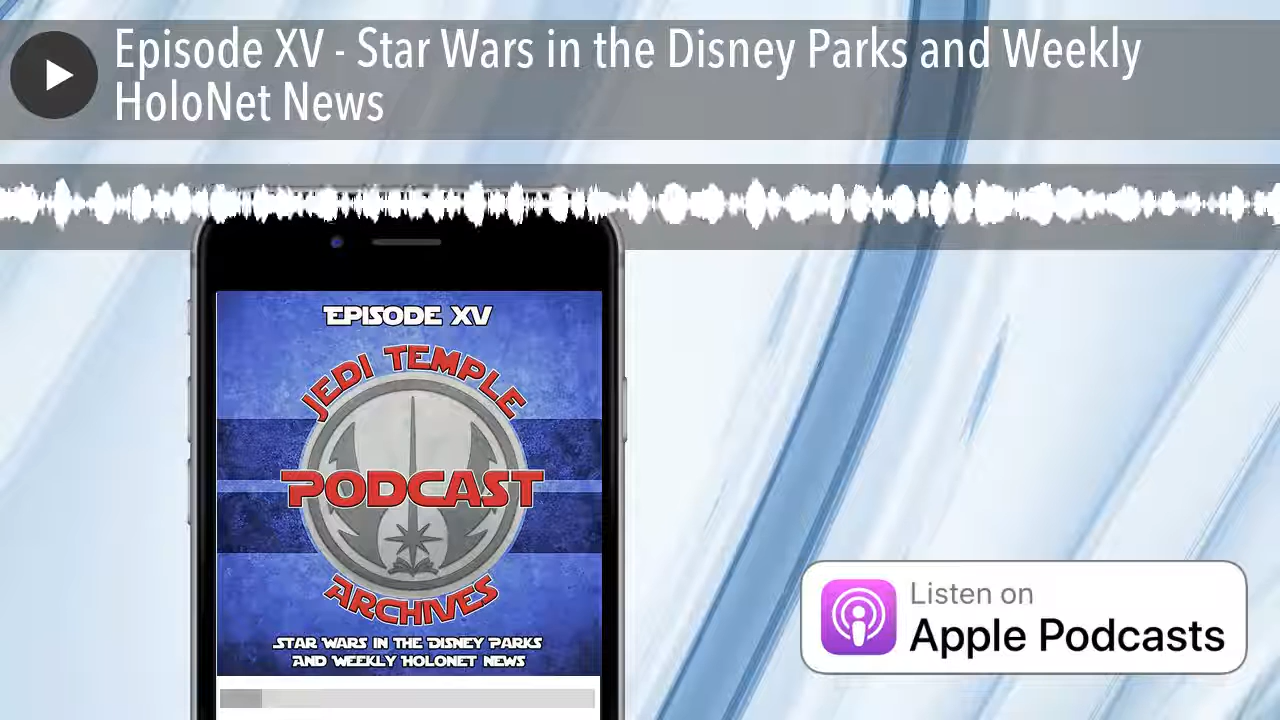 Episode XV - Star Wars in the Disney Parks and Weekly
HoloNet News
EPISODE XV
JEDI TEMPLE
PODCAST
ARCHIVES
STAR WARS IN THE DISNEY PARKS
AND WEEKLY HOLONET NEWS
Listen on
Apple Podcasts